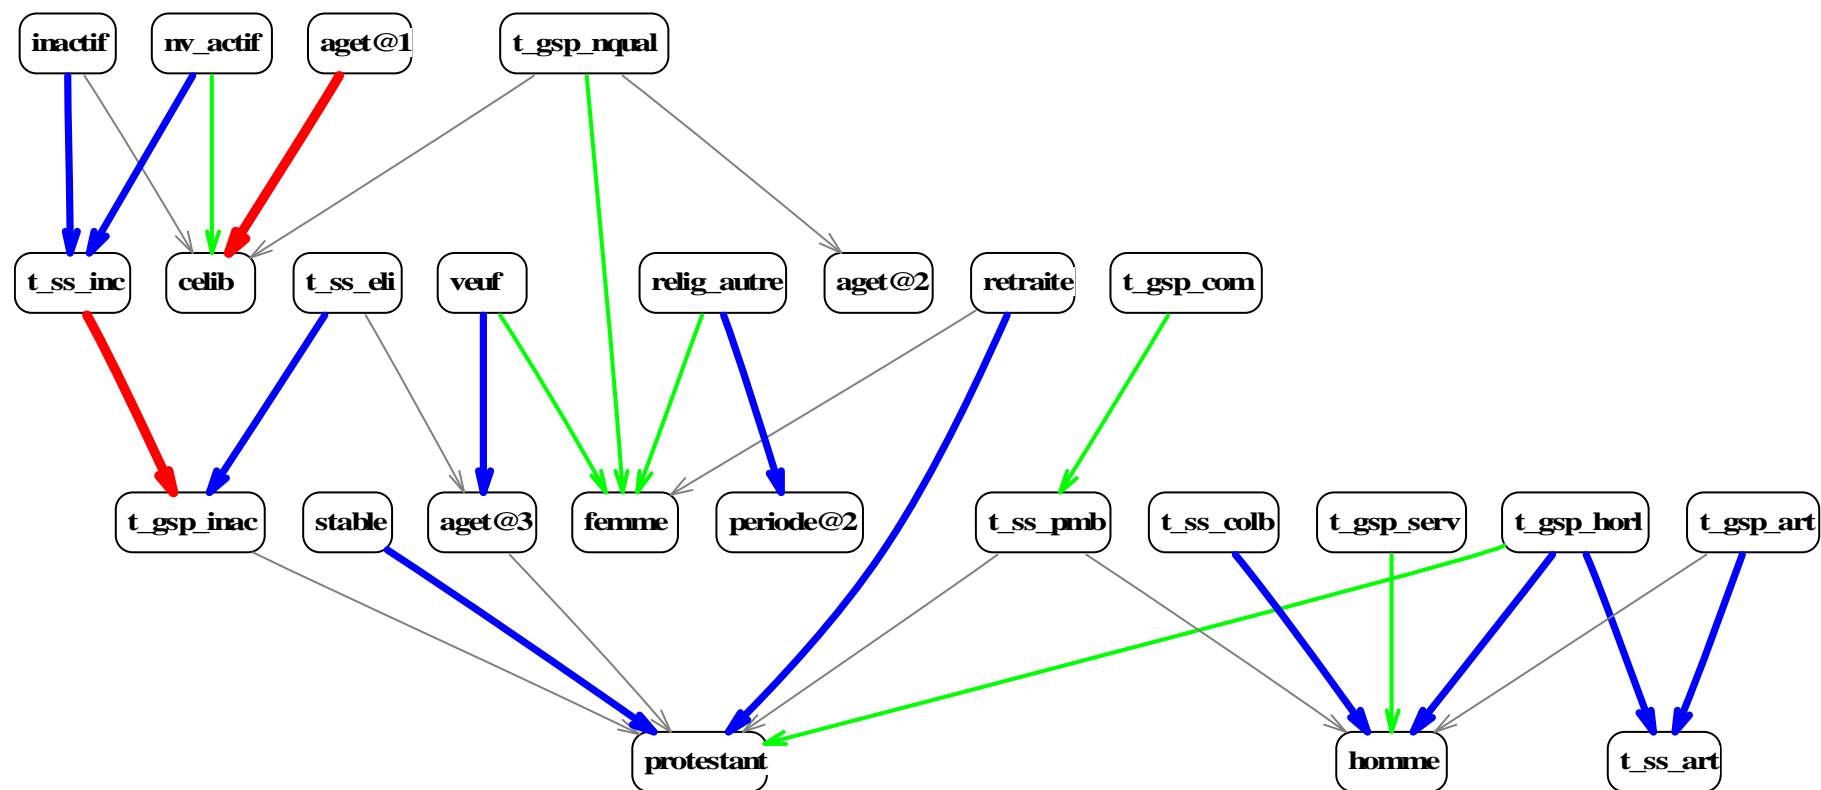 inactif nv_actif aget@1 t_gsp_nqual
t_ss_inc celib t_ss_eli veuf relig_autre aget@2 retraite t_gsp_com
t_gsp_inac stable aget@3 femme periode@2 t_ss_pmb t_ss_colb t_gsp_serv t_gsp_horl t_gsp_art
protestant homme t_ss_art